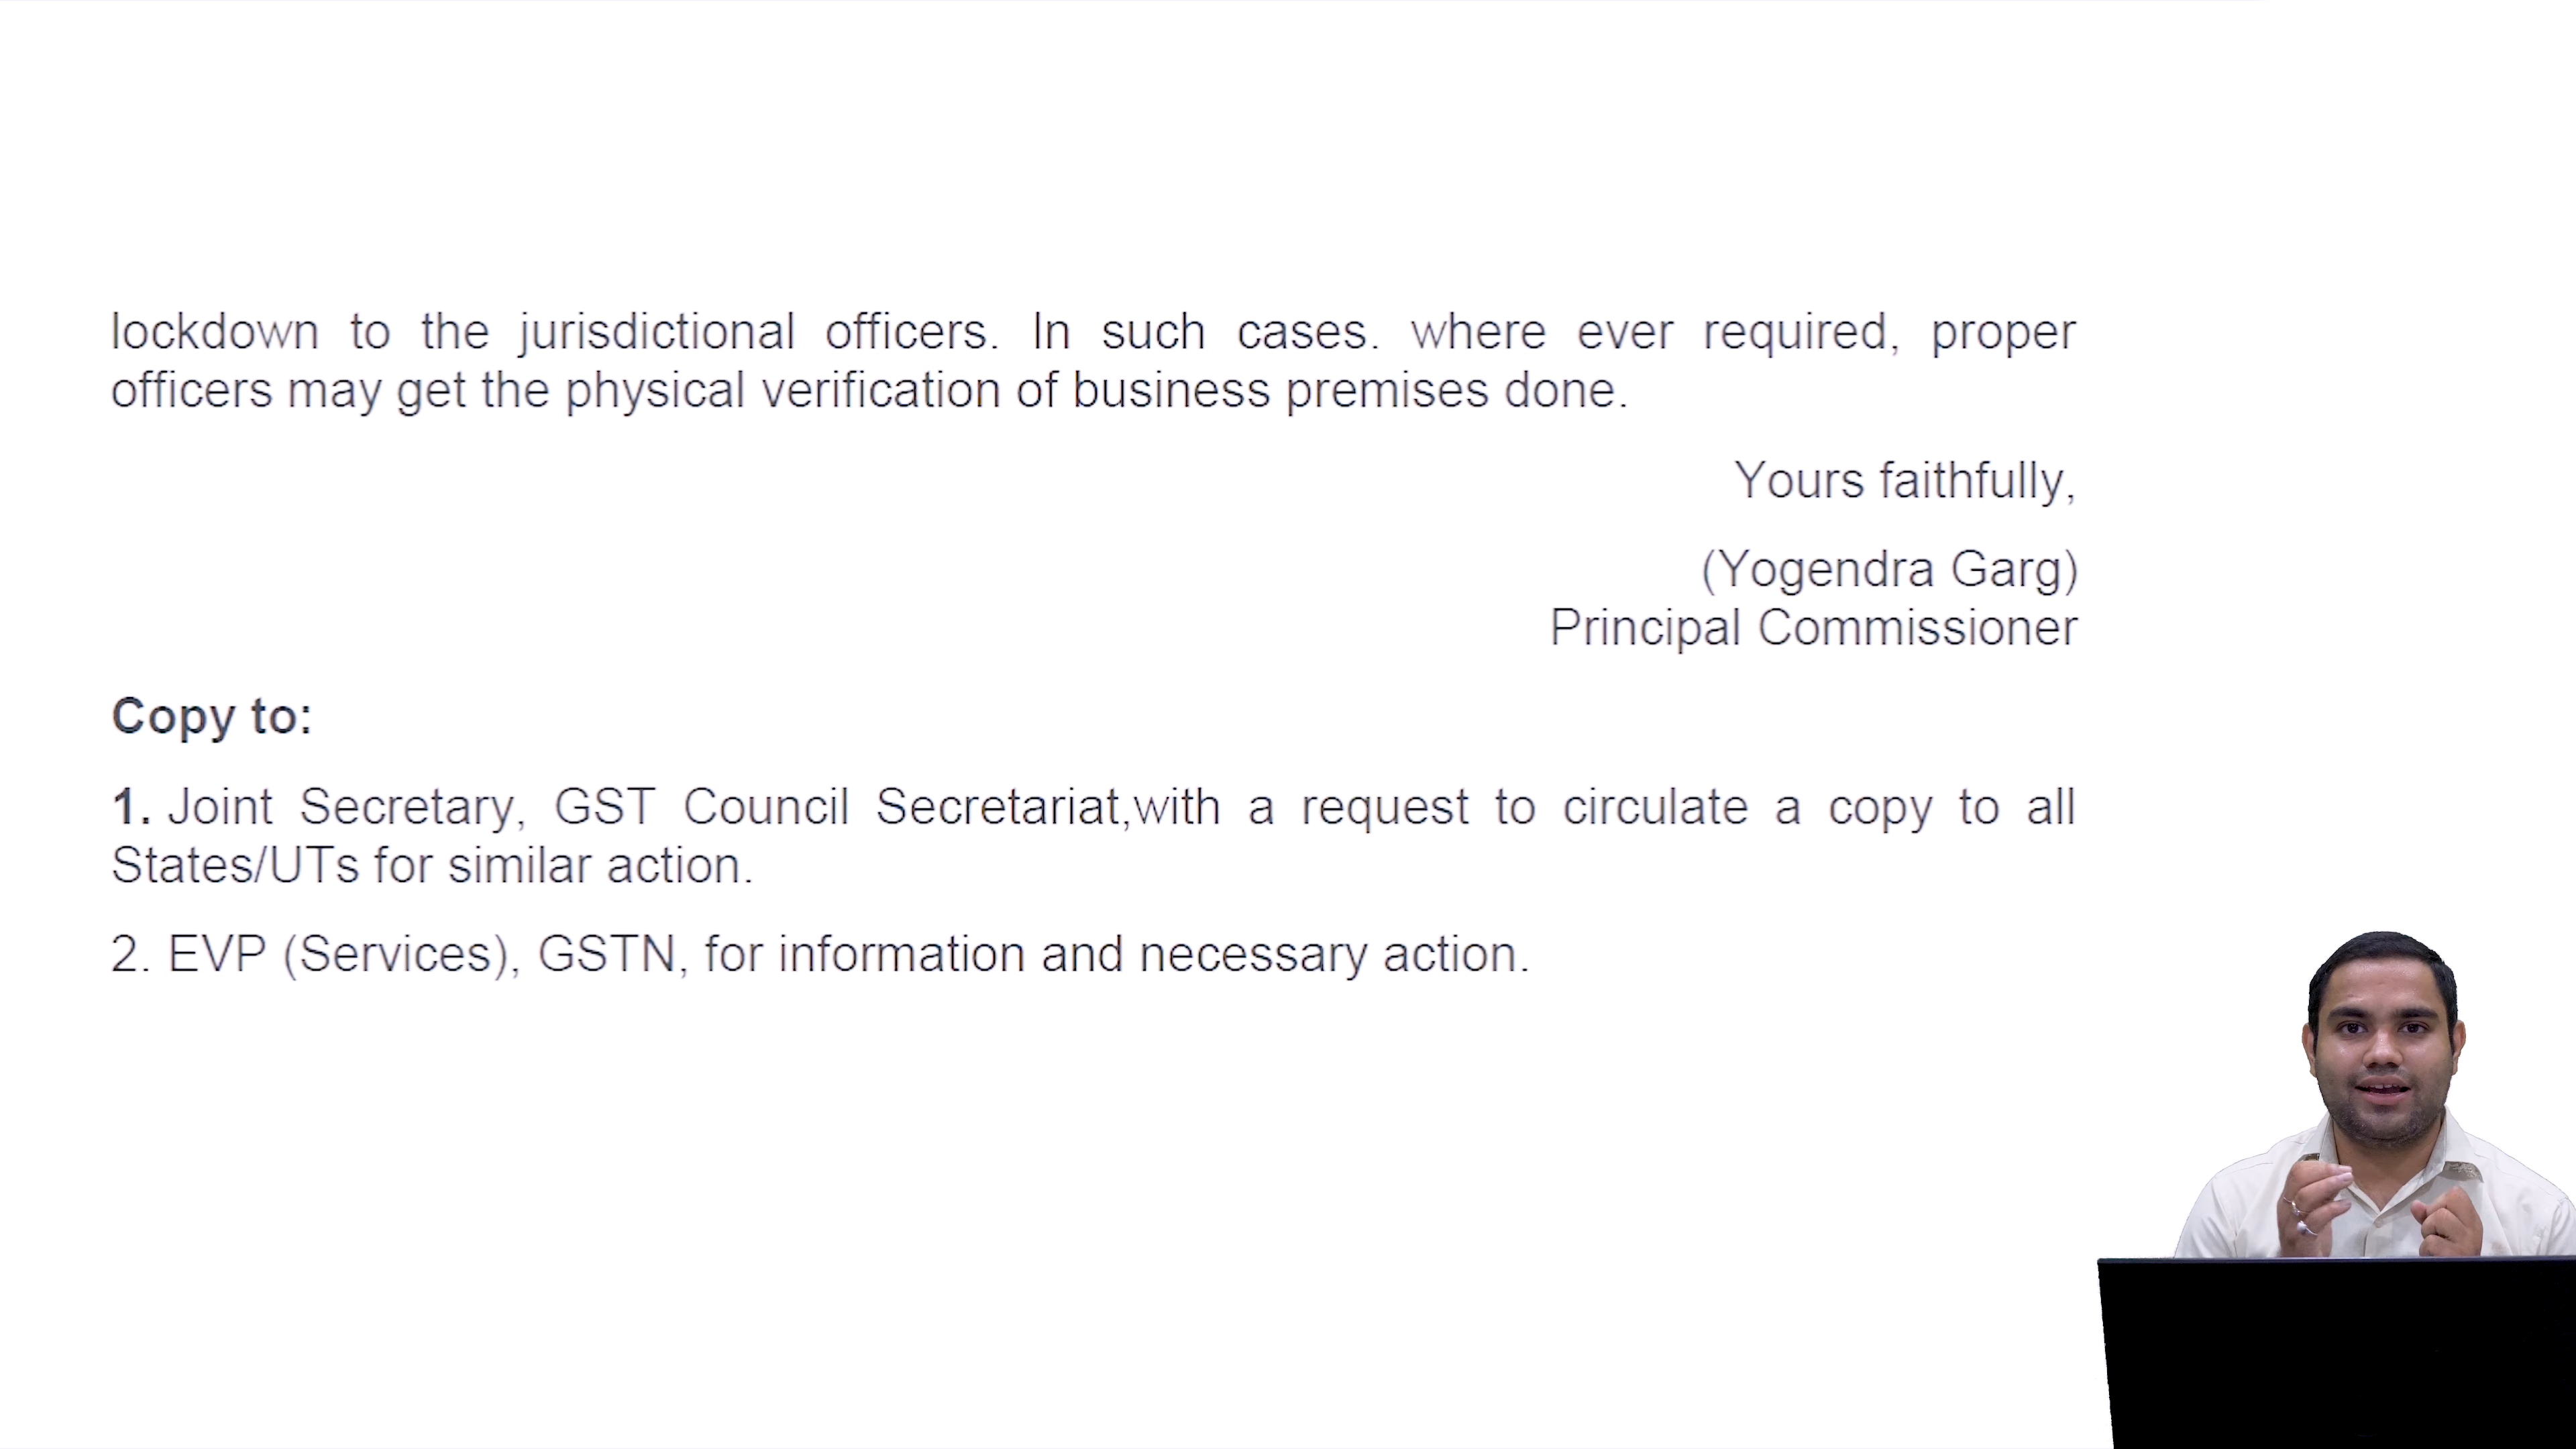 lockdown to the jurisdictional officers. In such cases. where ever required, proper
officers may get the physical verification of business premises done.
Yours faithfully,
(Yogendra Garg)
Principal Commissioner
Copy to:
1. Joint Secretary, GST Council Secretariat,with a request to circulate a copy to all
States/UTs for similar action.
2. EVP (Services), GSTN, for information and necessary action.